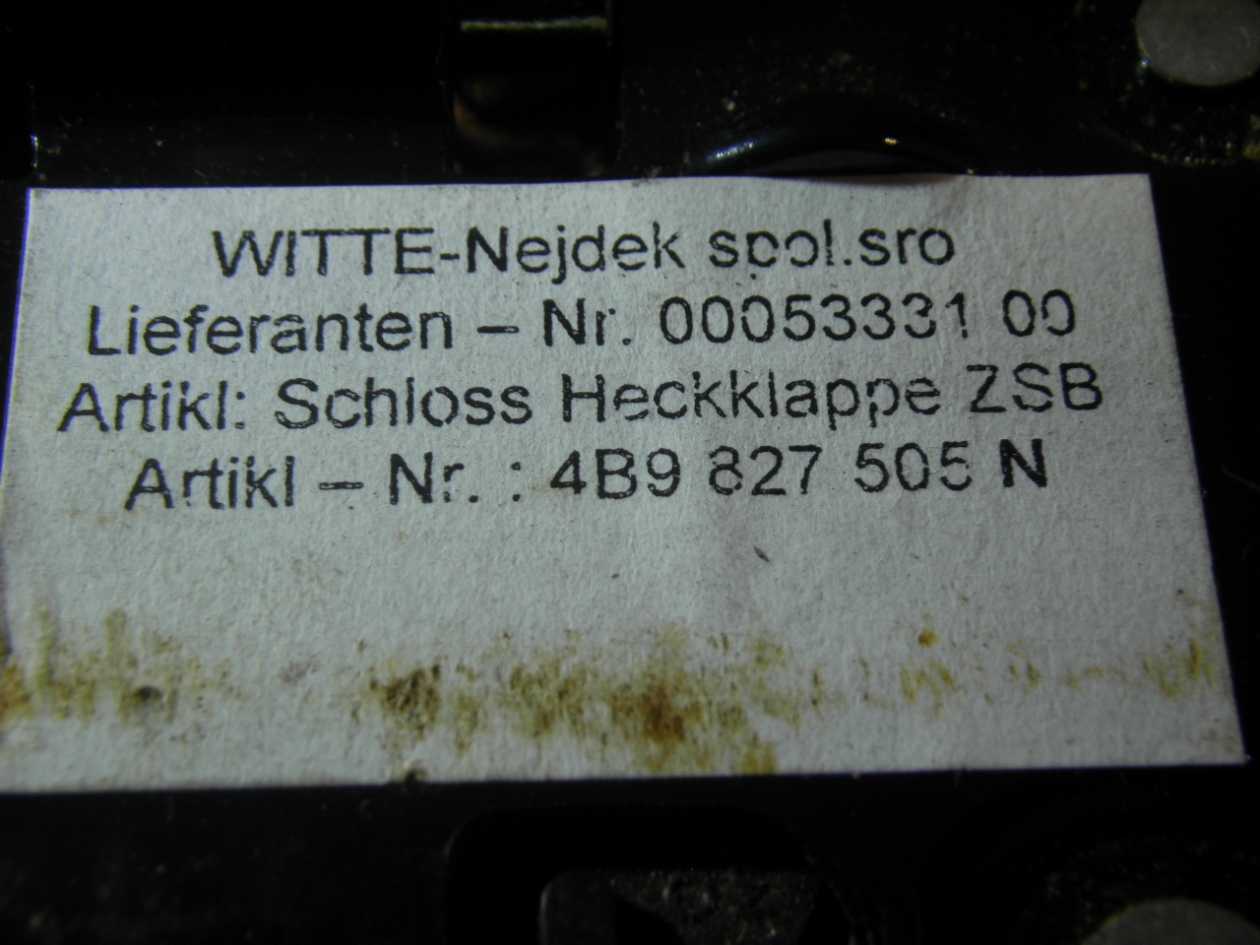 WITTE-Nejdek spol.sro
Lieferanten – Nr. 00053331 00
Artikl: Schloss Heckklappe ZSB
Artikl – Nr. : 4B9 827 505 N